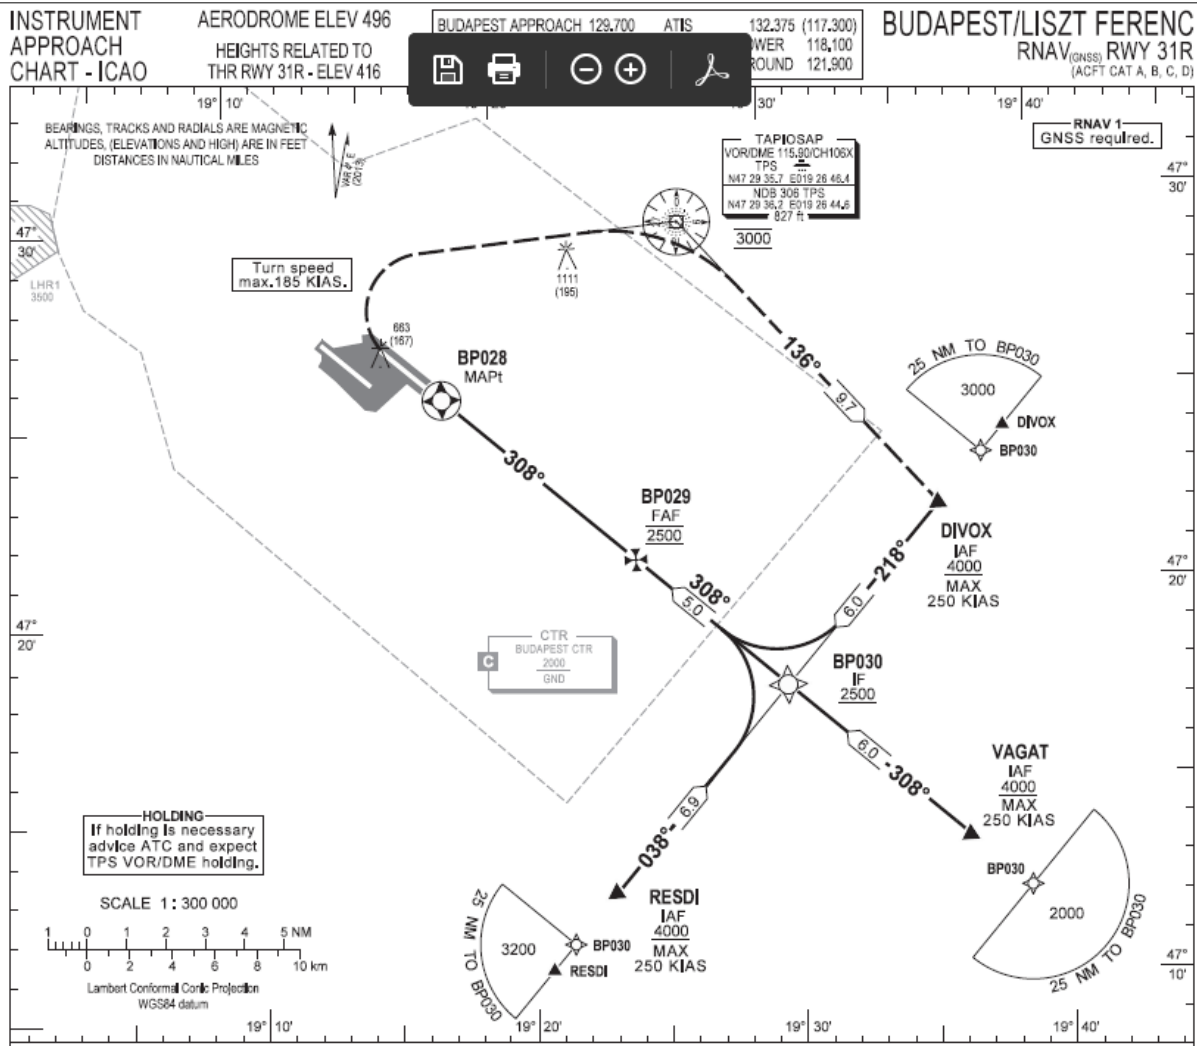 INSTRUMENT
APPROACH
CHART - ICAO
AERODROME ELEV 496
HEIGHTS RELATED TO
THR RWY 31R - ELEV 416
BUDAPEST APPROACH 129.700
ATIS 132.375 (117.300)
118.100
121.900
BUDAPEST/LISZT FERENC
RNAV(GNSS) RWY 31R
(ACFT CAT A, B, C, D)
19° 10'
30'
19° 40'
BEARINGS, TRACKS AND RADIALS ARE MAGNETIC
ALTITUDES, (ELEVATIONS AND HIGH) ARE IN FEET
DISTANCES IN NAUTICAL MILES
VAR 4° E
(2013)
RNAV 1
GNSS required.
TAPIOSAP
VOR/DME 115.90/CH106X
TPS
N47 29 35.7 E019 26 46.4
NDB 306 TPS
N47 29 36.2 E019 26 44.6
827 ft
3000
47°
30'
47°
30'
LHR1
3500
Turn speed
max.185 KIAS.
1111
(195)
663
(167)
BP028
MAPt
136°
9.7
25 NM TO BP030
3000
DIVOX
BP030
308°
BP029
FAF
2500
DIVOX
IAF
4000
MAX
250 KIAS
218°
6.0
308°
5.0
47°
20'
47°
20'
CTR
BUDAPEST CTR
C
2000
GND
BP030
IF
2500
6.0
308°
VAGAT
IAF
4000
MAX
250 KIAS
6.9
038°
HOLDING
If holding is necessary
advice ATC and expect
TPS VOR/DME holding.
BP030
2000
25 NM TO BP030
RESDI
IAF
4000
MAX
250 KIAS
25 NM TO BP030
3200
BP030
RESDI
SCALE 1 : 300 000
1 0 1 2 3 4 5 NM
0 2 4 6 8 10 km
Lambert Conformal Conic Projection
WGS84 datum
47°
10'
19° 10'
19° 20'
19° 30'
19° 40'